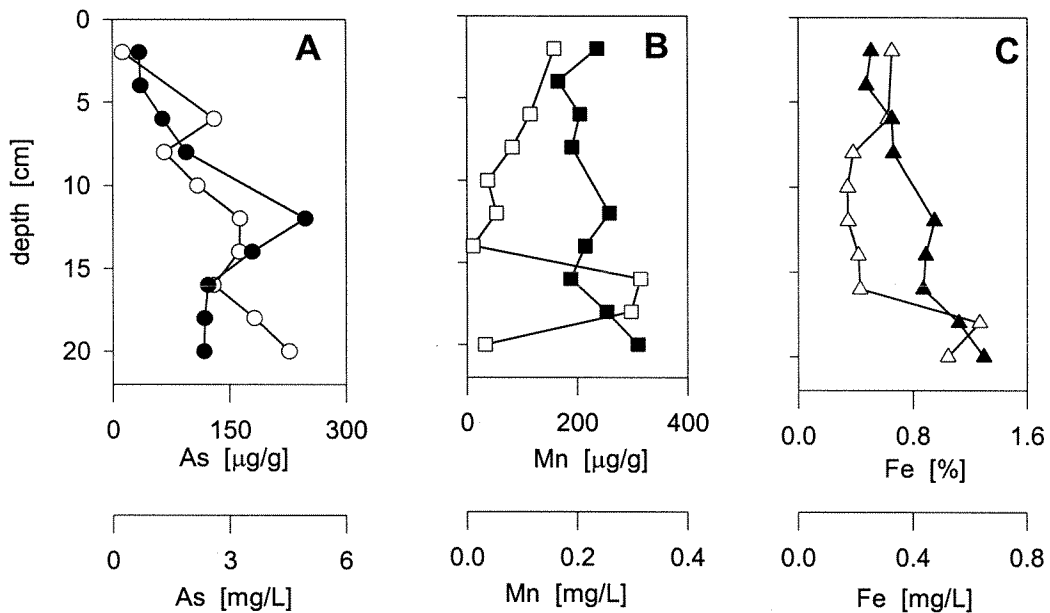 0
5
10
15
20
depth [cm]
A B C
0 150 300 0 200 400 0.0 0.8 1.6
As [µg/g] Mn [µg/g] Fe [%]
0 3 6 0.0 0.2 0.4 0.0 0.4 0.8
As [mg/L] Mn [mg/L] Fe [mg/L]